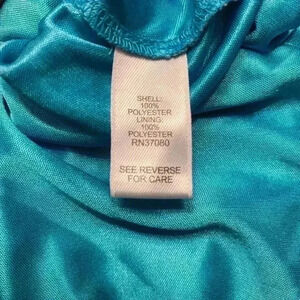 SHELL:
100%
POLYESTER
LINING:
100%
POLYESTER
RN37080
SEE REVERSE
FOR CARE